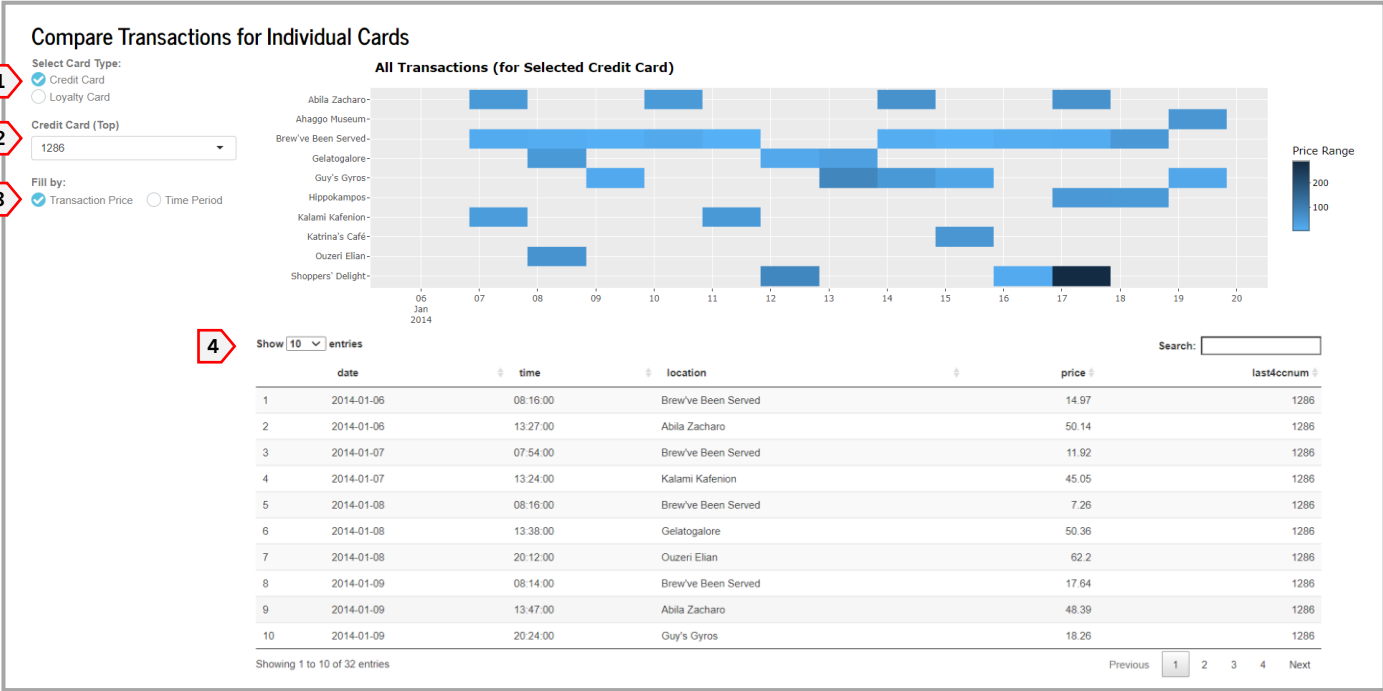 Compare Transactions for Individual Cards
Select Card Type:
1
Credit Card
Loyalty Card
Credit Card (Top)
2
1286
Fill by:
3
Transaction Price Time Period
All Transactions (for Selected Credit Card)
Abila Zacharo
Ahaggo Museum
Brew've Been Served
Gelatogalore
Guy's Gyros
Hippokampos
Kalami Kafenion
Katrina's Café
Ouzeri Elian
Shoppers' Delight
06 07 08 09 10 11 12 13 14 15 16 17 18 19 20
Jan
2014
Price Range
200
100
4
Show 10 entries Search:
date time location price last4ccnum
1 2014-01-06 08:16:00 Brew've Been Served 14.97 1286
2 2014-01-06 13:27:00 Abila Zacharo 50.14 1286
3 2014-01-07 07:54:00 Brew've Been Served 11.92 1286
4 2014-01-07 13:24:00 Kalami Kafenion 45.05 1286
5 2014-01-08 08:16:00 Brew've Been Served 7.26 1286
6 2014-01-08 13:38:00 Gelatogalore 50.36 1286
7 2014-01-08 20:12:00 Ouzeri Elian 62.2 1286
8 2014-01-09 08:14:00 Brew've Been Served 17.64 1286
9 2014-01-09 13:47:00 Abila Zacharo 48.39 1286
10 2014-01-09 20:24:00 Guy's Gyros 18.26 1286
Showing 1 to 10 of 32 entries Previous 1 2 3 4 Next